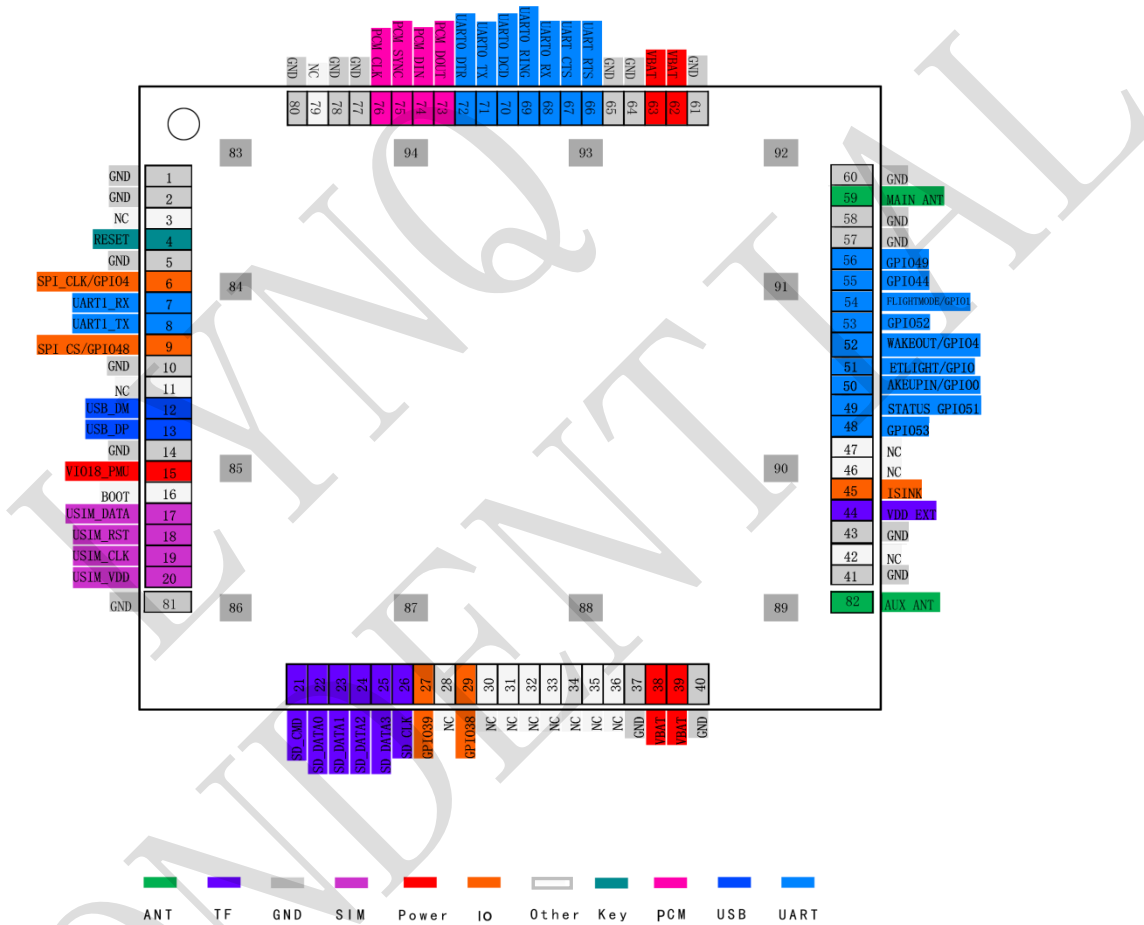 GND
NC
GND
GND
PCM CLK
PCM SYNC
PCM DIN
PCM DOUT
UART0 DTR
UART0 TX
UART0 DCD
UART0 RING
UART0 RX
UART CTS
UART RTS
GND
GND
VBAT
VBAT
GND
80 79 78 77 76 75 74 73 72 71 70 69 68 67 66 65 64 63 62 61
83 94 93 92
GND 1
GND 2
NC 3
RESET 4
GND 5
SPI_CLK/GPIO4 6
UART1_RX 7
UART1_TX 8
SPI CS/GPIO48 9
GND 10
NC 11
USB_DM 12
USB_DP 13
GND 14
VIO18_PMU 15
BOOT 16
USIM_DATA 17
USIM_RST 18
USIM_CLK 19
USIM_VDD 20
GND 81
84 91
85 90
86 87 88 89
60 GND
59 MAIN ANT
58 GND
57 GND
56 GPIO49
55 GPIO44
54 FLIGHTMODE/GPIO1
53 GPIO52
52 WAKEOUT/GPIO4
51 ETLIGHT/GPIO
50 AKEUPIN/GPIO0
49 STATUS GPIO51
48 GPIO53
47 NC
46 NC
45 ISINK
44 VDD EXT
43 GND
42 NC
41 GND
82 AUX ANT
21 22 23 24 25 26 27 28 29 30 31 32 33 34 35 36 37 38 39 40
SD_CMD
SD_DATA0
SD_DATA1
SD_DATA2
SD_DATA3
SD_CLK
GPIO39
NC
GPIO38
NC
NC
NC
NC
NC
NC
NC
GND
VBAT
VBAT
GND
ANT TF GND SIM Power IO Other Key PCM USB UART
LYNQ
ONDENTIAL